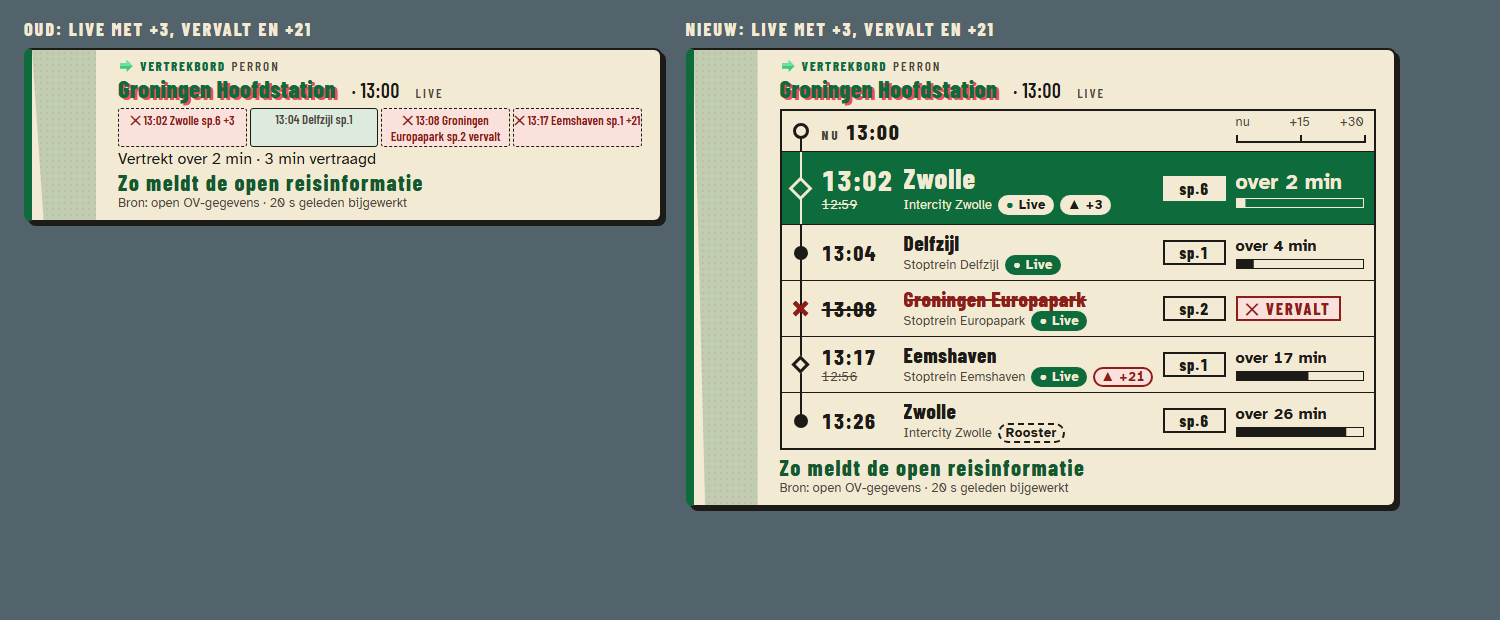 OUD: LIVE MET +3, VERVALT EN +21
VERTREKBORD PERRON
Groningen Hoofdstation · 13:00 LIVE
13:02 Zwolle sp.6 +3
13:04 Delfzijl sp.1
13:08 Groningen
Europapark sp.2 vervalt
13:17 Eemshaven sp.1 +21
Vertrekt over 2 min · 3 min vertraagd
Zo meldt de open reisinformatie
Bron: open OV-gegevens · 20 s geleden bijgewerkt
NIEUW: LIVE MET +3, VERVALT EN +21
VERTREKBORD PERRON
Groningen Hoofdstation · 13:00 LIVE
NU 13:00 nu +15 +30
13:02 Zwolle sp.6 over 2 min
12:59 Intercity Zwolle Live ▲ +3
13:04 Delfzijl sp.1 over 4 min
Stoptrein Delfzijl Live
13:08 Groningen Europapark sp.2 VERVALT
Stoptrein Europapark Live
13:17 Eemshaven sp.1 over 17 min
12:56 Stoptrein Eemshaven Live ▲ +21
13:26 Zwolle sp.6 over 26 min
Intercity Zwolle Rooster
Zo meldt de open reisinformatie
Bron: open OV-gegevens · 20 s geleden bijgewerkt